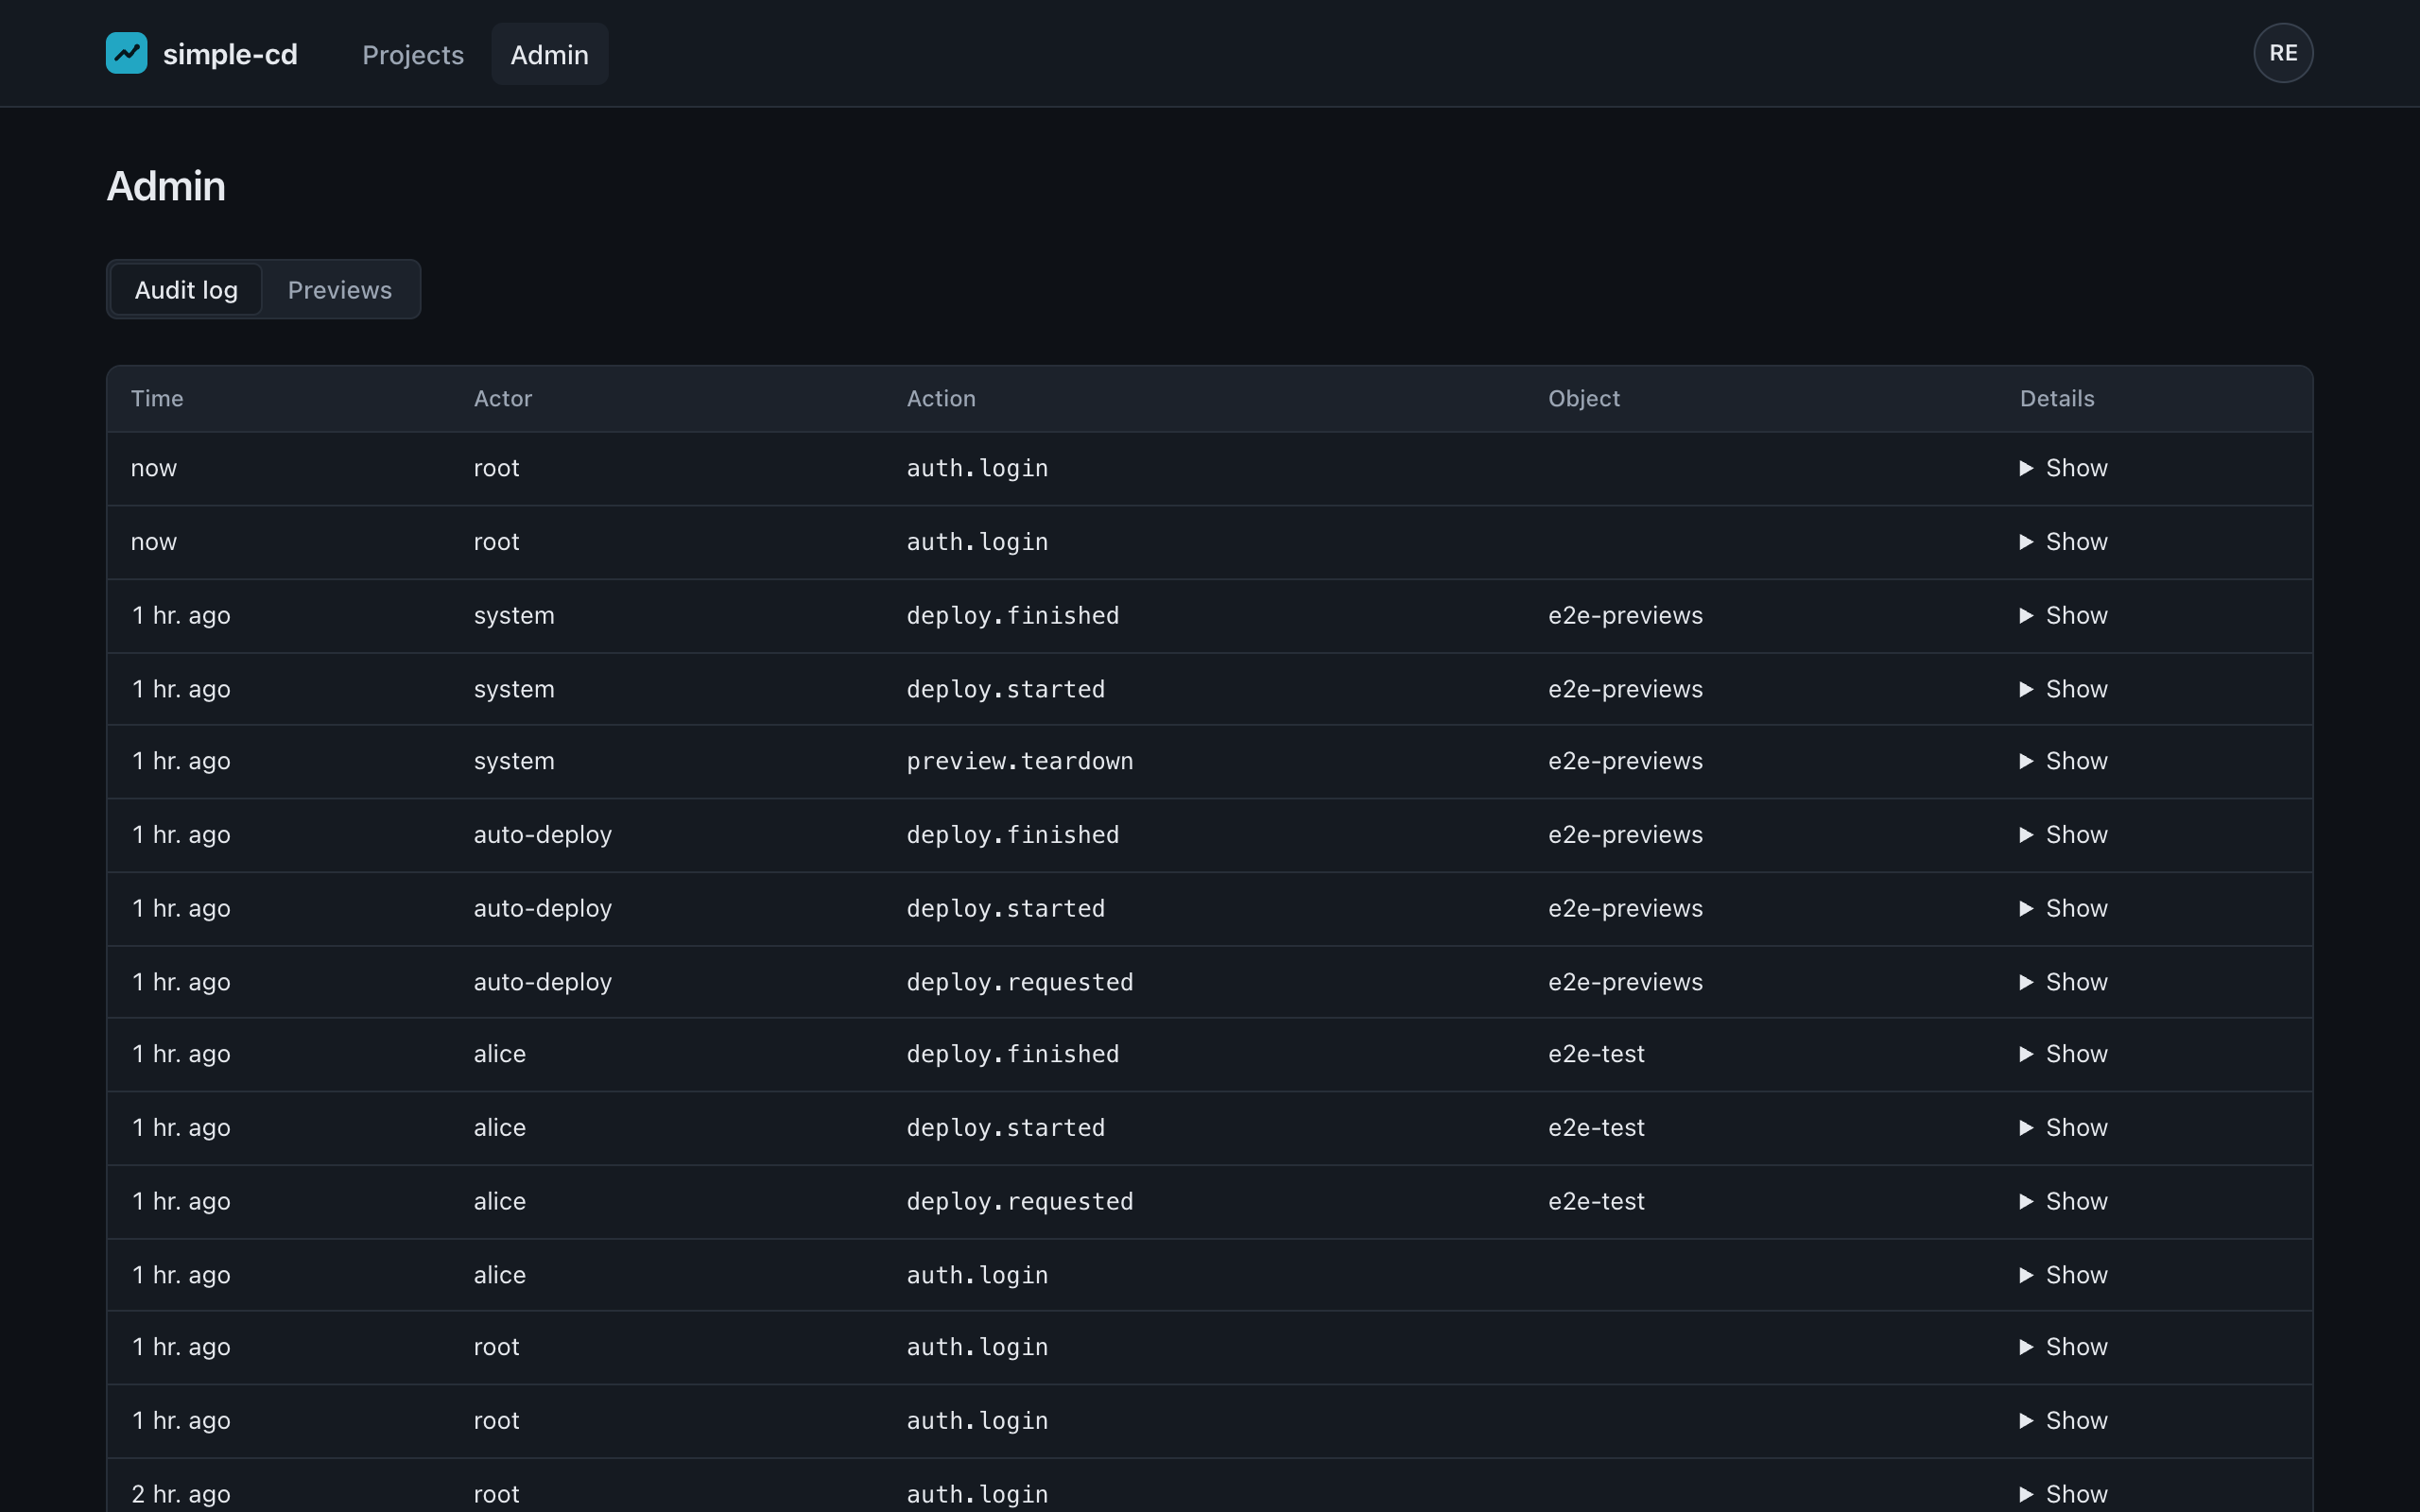 simple-cd Projects Admin RE
Admin
Audit log Previews
Time Actor Action Object Details
now root auth.login Show
now root auth.login Show
1 hr. ago system deploy.finished e2e-previews Show
1 hr. ago system deploy.started e2e-previews Show
1 hr. ago system preview.teardown e2e-previews Show
1 hr. ago auto-deploy deploy.finished e2e-previews Show
1 hr. ago auto-deploy deploy.started e2e-previews Show
1 hr. ago auto-deploy deploy.requested e2e-previews Show
1 hr. ago alice deploy.finished e2e-test Show
1 hr. ago alice deploy.started e2e-test Show
1 hr. ago alice deploy.requested e2e-test Show
1 hr. ago alice auth.login Show
1 hr. ago root auth.login Show
1 hr. ago root auth.login Show
2 hr. ago root auth.login Show